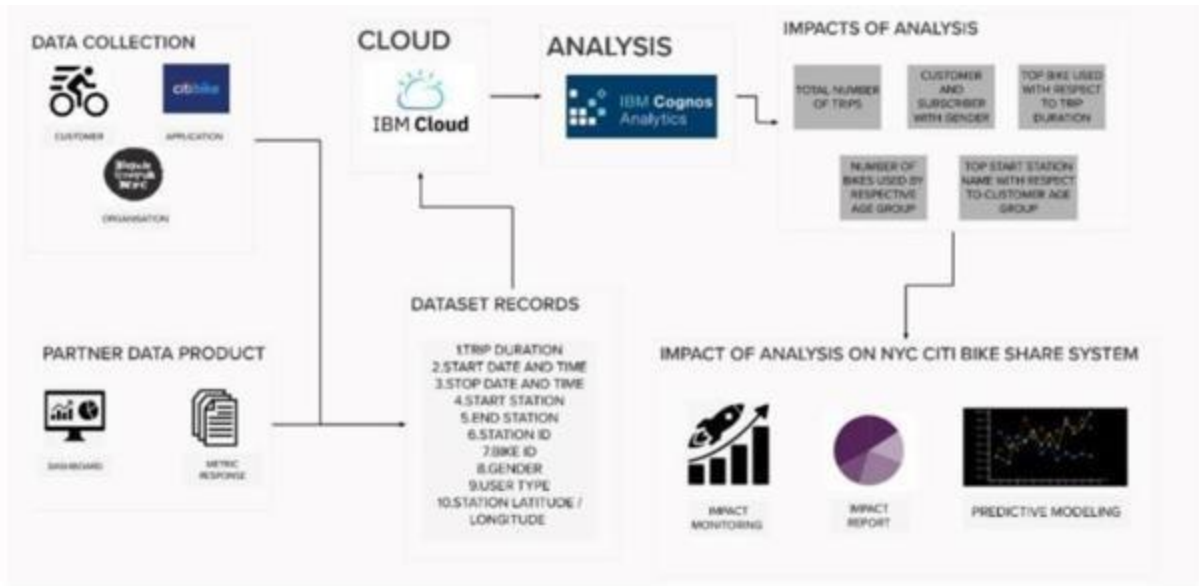 DATA COLLECTION
citibike
CUSTOMER
APPLICATION
NYC
ORGANISATION
CLOUD
IBM Cloud
ANALYSIS
IBM Cognos
Analytics
IMPACTS OF ANALYSIS
TOTAL NUMBER
OF TRIPS
CUSTOMER
AND
SUBSCRIBER
WITH GENDER
TOP BIKE USED
WITH RESPECT
TO TRIP
DURATION
NUMBER OF
BIKES USED BY
RESPECTIVE
AGE GROUP
TOP START STATION
NAME WITH RESPECT
TO CUSTOMER AGE
GROUP
PARTNER DATA PRODUCT
DASHBOARD
METRIC
RESPONSE
DATASET RECORDS
1.TRIP DURATION
2.START DATE AND TIME
3.STOP DATE AND TIME
4.START STATION
5.END STATION
6.STATION ID
7.BIKE ID
8.GENDER
9.USER TYPE
10.STATION LATITUDE /
LONGITUDE
IMPACT OF ANALYSIS ON NYC CITI BIKE SHARE SYSTEM
IMPACT
MONITORING
IMPACT
REPORT
PREDICTIVE MODELING